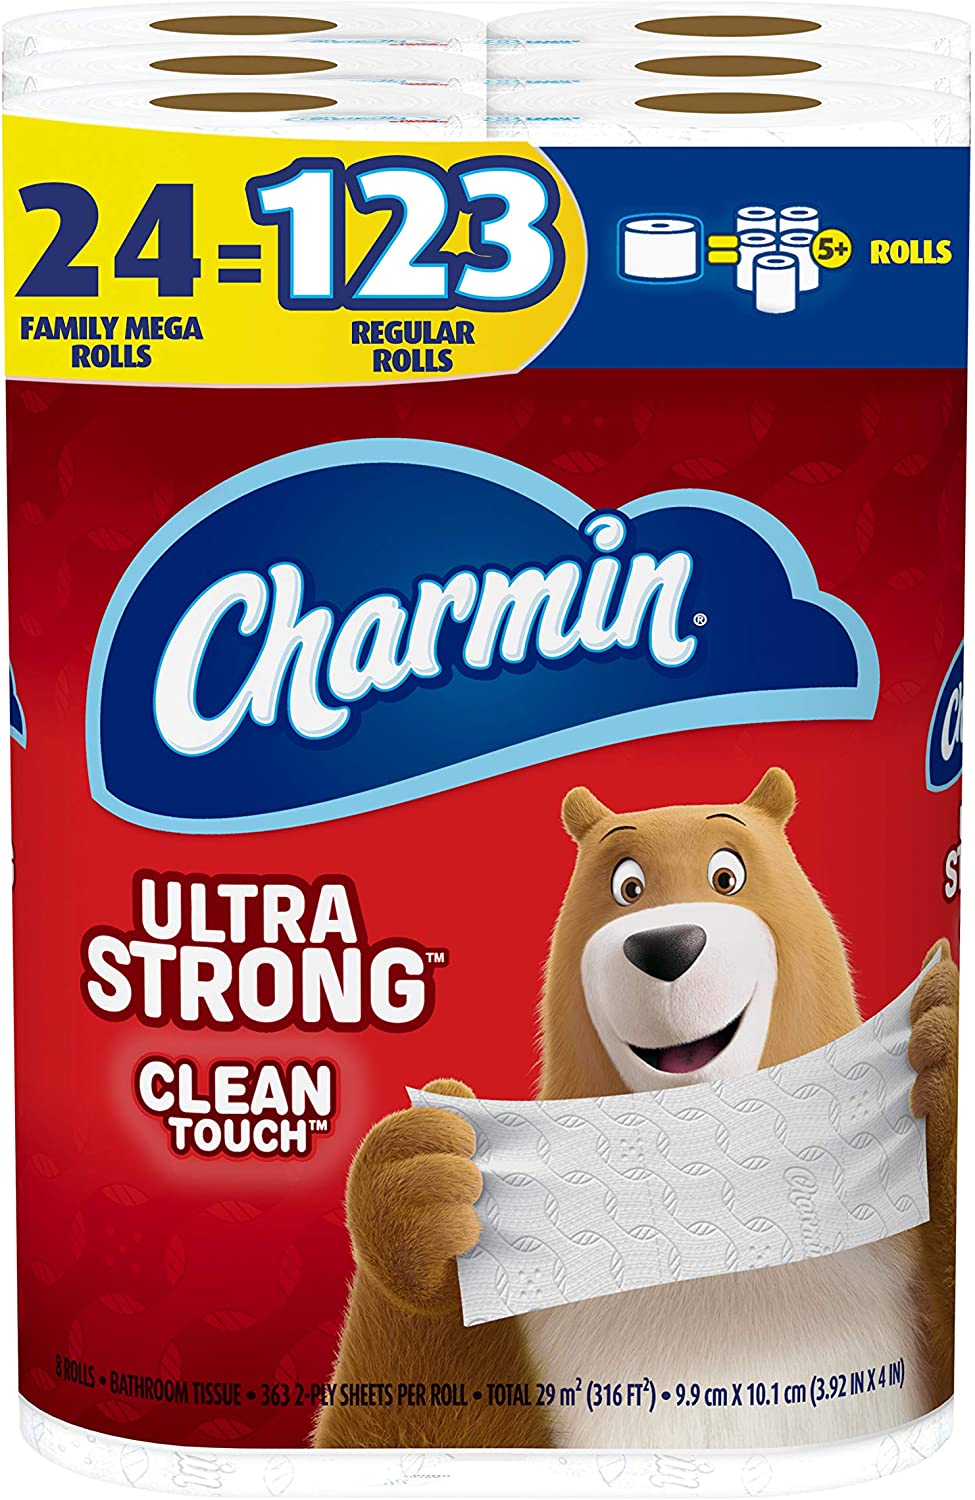 24 = 123
FAMILY MEGA
ROLLS
REGULAR
ROLLS
= 5+ ROLLS
Charmin®
ULTRA
STRONG™
CLEAN
TOUCH™
Charmin
8 ROLLS • BATHROOM TISSUE • 363 2-PLY SHEETS PER ROLL • TOTAL 29 m² (316 FT²) • 9.9 cm X 10.1 cm (3.92 IN X 4 IN)